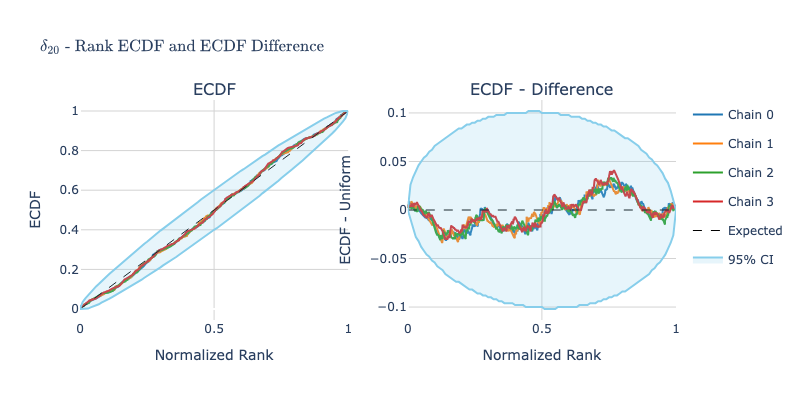 δ₂₀ - Rank ECDF and ECDF Difference
ECDF
ECDF - Difference
1
0.8
0.6
0.4
0.2
0
ECDF
0
0.5
1
Normalized Rank
0.1
0.05
0
−0.05
−0.1
ECDF - Uniform
0
0.5
1
Normalized Rank
Chain 0
Chain 1
Chain 2
Chain 3
Expected
95% CI